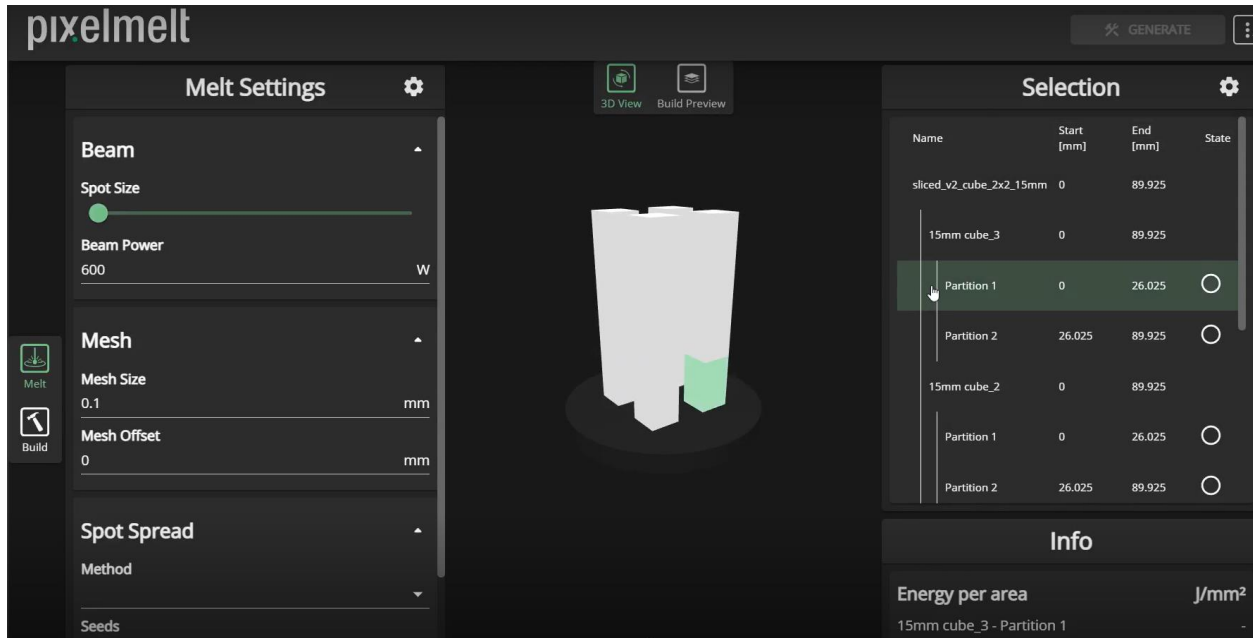 pixelmelt
GENERATE
Melt Settings
Beam
Spot Size
Beam Power
600 W
Mesh
Mesh Size
0.1 mm
Mesh Offset
0 mm
Spot Spread
Method
Seeds
Melt
Build
3D View Build Preview
Selection
Name Start [mm] End [mm] State
sliced_v2_cube_2x2_15mm 0 89.925
15mm cube_3 0 89.925
Partition 1 0 26.025
Partition 2 26.025 89.925
15mm cube_2 0 89.925
Partition 1 0 26.025
Partition 2 26.025 89.925
Info
Energy per area J/mm²
15mm cube_3 - Partition 1 -